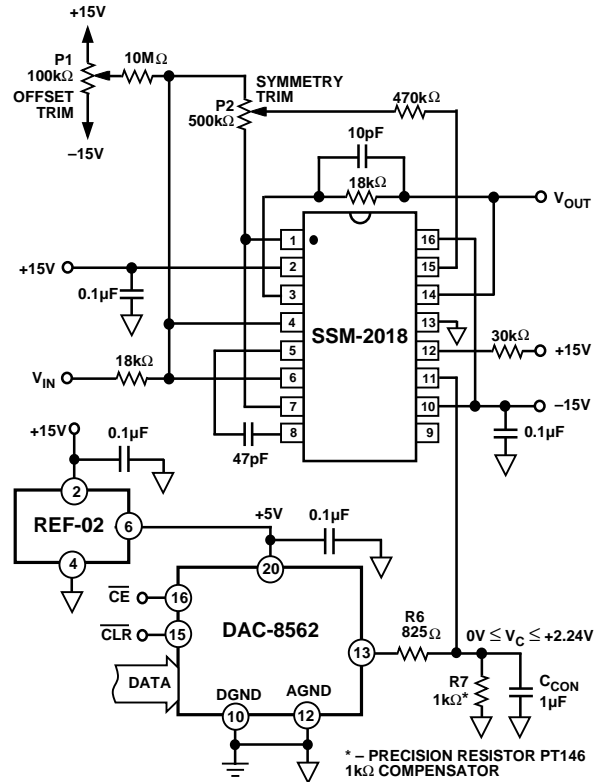 +15V
P1
100kΩ
OFFSET
TRIM
–15V
10MΩ
P2
500kΩ
SYMMETRY
TRIM
470kΩ
10pF
18kΩ
V_OUT
+15V
0.1µF
V_IN
18kΩ
1
2
3
4
5
6
7
8
SSM-2018
16
15
14
13
12
11
10
9
30kΩ
+15V
–15V
0.1µF
47pF
+15V
0.1µF
2
REF-02
6
4
+5V
0.1µF
20
CE
16
CLR
15
DAC-8562
13
DATA
DGND
10
AGND
12
R6
825Ω
0V ≤ V_C ≤ +2.24V
R7
1kΩ*
C_CON
1µF
* – PRECISION RESISTOR PT146
1kΩ COMPENSATOR